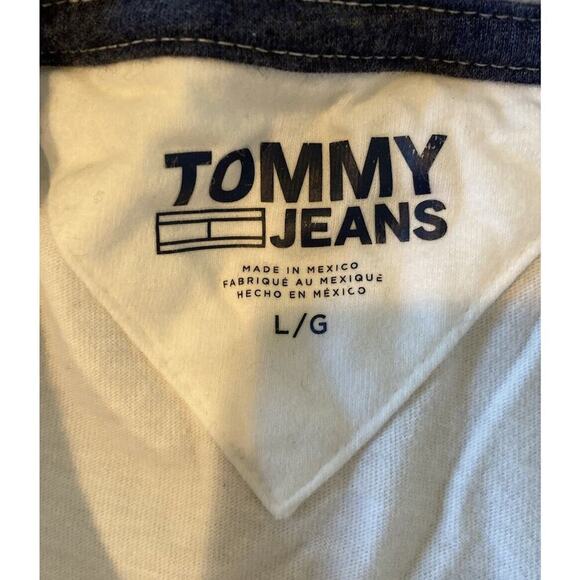 TOMMY
JEANS
MADE IN MEXICO
FABRIQUÉ AU MEXIQUE
HECHO EN MÉXICO
L/G